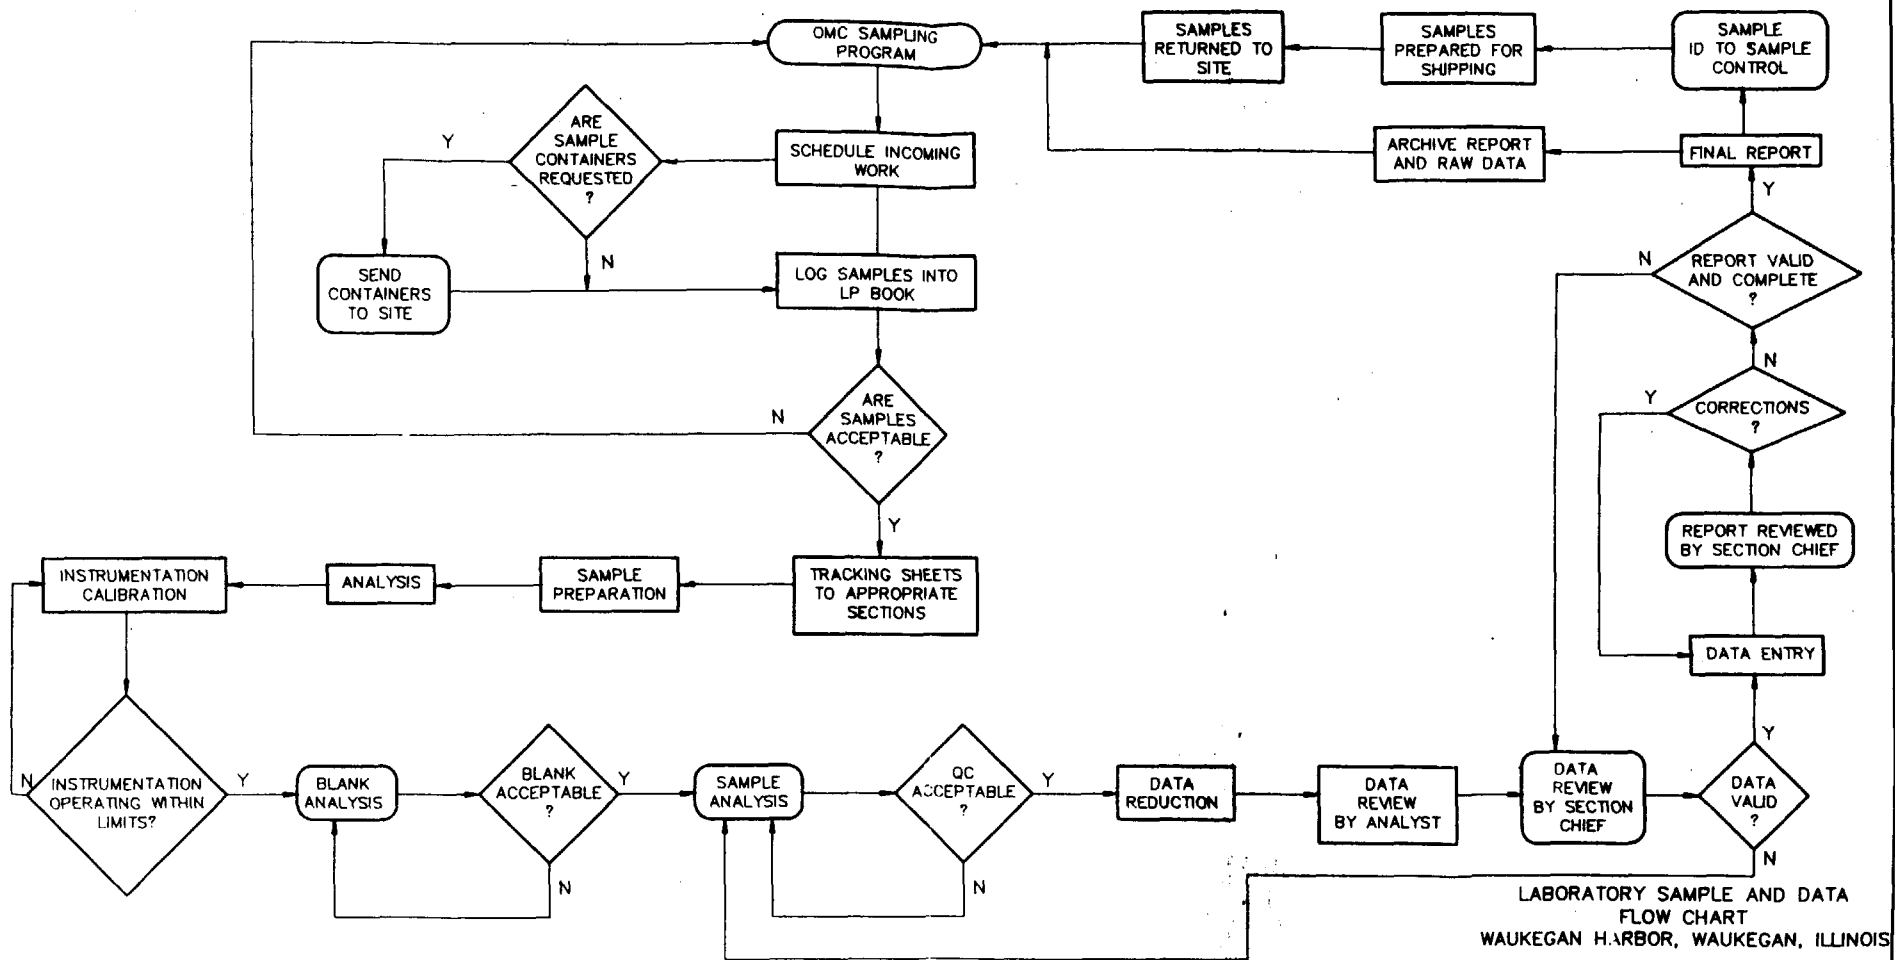 OMC SAMPLING
PROGRAM
SAMPLES
RETURNED TO
SITE
SAMPLES
PREPARED FOR
SHIPPING
SAMPLE
ID TO SAMPLE
CONTROL
ARE
SAMPLE
CONTAINERS
REQUESTED
?
Y
N
SCHEDULE INCOMING
WORK
ARCHIVE REPORT
AND RAW DATA
FINAL REPORT
Y
SEND
CONTAINERS
TO SITE
LOG SAMPLES INTO
LP BOOK
REPORT VALID
AND COMPLETE
?
N
N
ARE
SAMPLES
ACCEPTABLE
?
N
Y
CORRECTIONS
?
Y
REPORT REVIEWED
BY SECTION CHIEF
INSTRUMENTATION
CALIBRATION
ANALYSIS
SAMPLE
PREPARATION
TRACKING SHEETS
TO APPROPRIATE
SECTIONS
DATA ENTRY
Y
N
INSTRUMENTATION
OPERATING WITHIN
LIMITS?
Y
BLANK
ANALYSIS
BLANK
ACCEPTABLE
?
Y
N
SAMPLE
ANALYSIS
QC
ACCEPTABLE
?
Y
N
DATA
REDUCTION
DATA
REVIEW
BY ANALYST
DATA
REVIEW
BY SECTION
CHIEF
DATA
VALID
?
N
LABORATORY SAMPLE AND DATA
FLOW CHART
WAUKEGAN HARBOR, WAUKEGAN, ILLINOIS